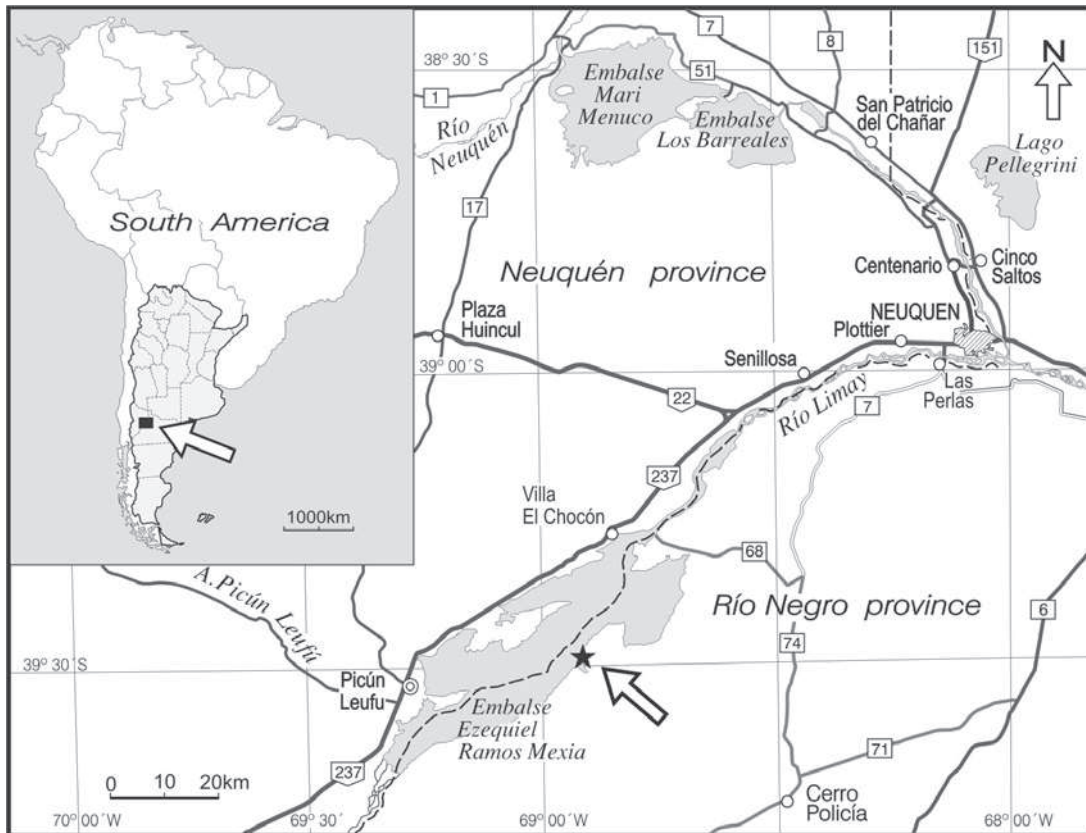 South America
1000km
38° 30' S
1
Río
Neuquén
17
Embalse
Mari
Menuco
51
Embalse
Los Barreales
7
8
151
N
San Patricio
del Chañar
Lago
Pellegrini
Neuquén province
Centenario
Cinco
Saltos
Plaza
Huincul
NEUQUEN
Plottier
Senillosa
39° 00' S
22
Río Limay
Las
Perlas
7
237
Villa
El Chocón
68
Río Negro province
6
A. Picún Leufú
74
39° 30' S
Picún
Leufu
Embalse
Ezequiel
Ramos Mexia
71
0 10 20km
237
Cerro
Policía
70° 00' W
69° 30'
69° 00' W
68° 00' W